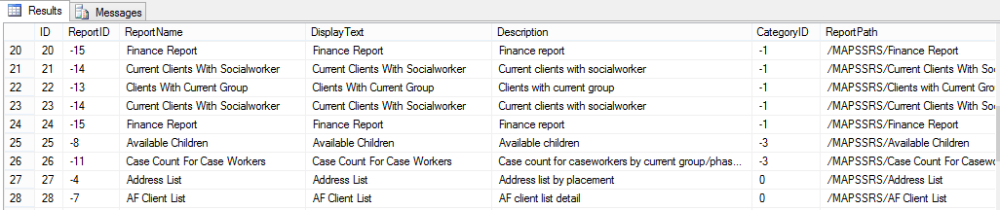 Results Messages
ID ReportID ReportName DisplayText Description CategoryID ReportPath
20 20 -15 Finance Report Finance Report Finance report -1 /MAPSSRS/Finance Report
21 21 -14 Current Clients With Socialworker Current Clients With Socialworker Current clients with socialworker -1 /MAPSSRS/Current Clients With So
22 22 -13 Clients With Current Group Clients With Current Group Clients with current group -1 /MAPSSRS/Clients with Current Gro
23 23 -14 Current Clients With Socialworker Current Clients With Socialworker Current clients with socialworker -1 /MAPSSRS/Current Clients With So
24 24 -15 Finance Report Finance Report Finance report -1 /MAPSSRS/Finance Report
25 25 -8 Available Children Available Children Available children -3 /MAPSSRS/Available Children
26 26 -11 Case Count For Case Workers Case Count For Case Workers Case count for caseworkers by current group/phas... -3 /MAPSSRS/Case Count For Casewo
27 27 -4 Address List Address List Address list by placement 0 /MAPSSRS/Address List
28 28 -7 AF Client List AF Client List AF client list detail 0 /MAPSSRS/AF Client List